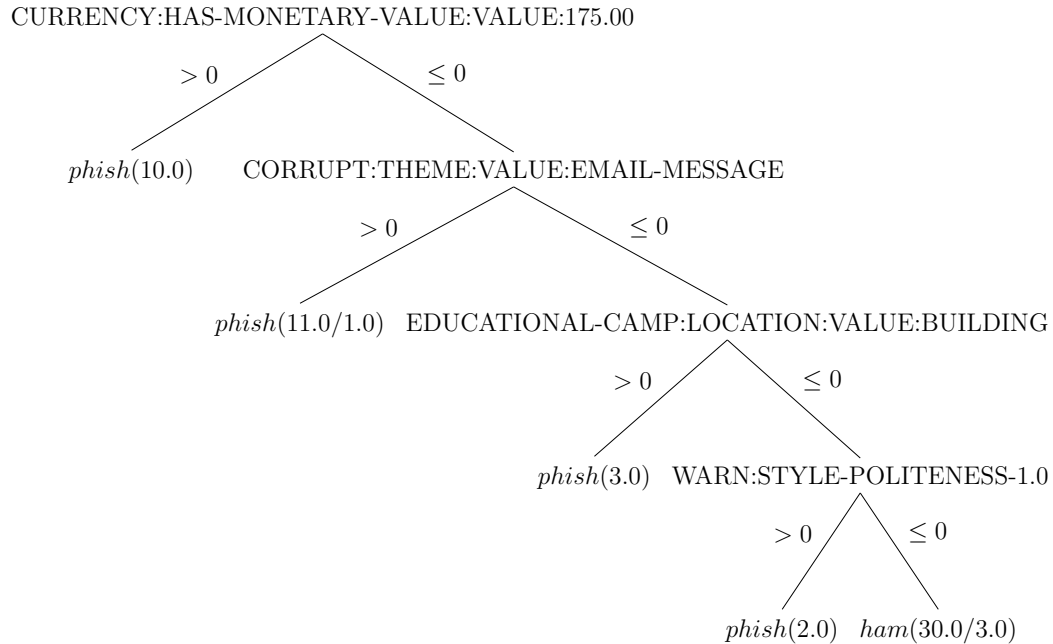 CURRENCY:HAS-MONETARY-VALUE:VALUE:175.00
> 0
≤ 0
phish(10.0)
CORRUPT:THEME:VALUE:EMAIL-MESSAGE
> 0
≤ 0
phish(11.0/1.0)
EDUCATIONAL-CAMP:LOCATION:VALUE:BUILDING
> 0
≤ 0
phish(3.0)
WARN:STYLE-POLITENESS-1.0
> 0
≤ 0
phish(2.0)
ham(30.0/3.0)